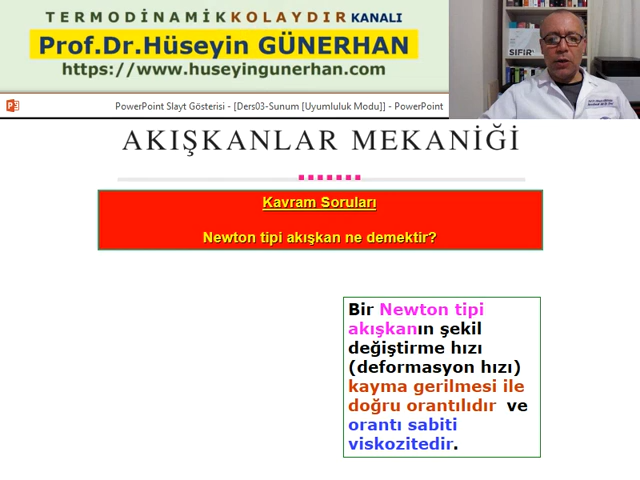 TERMODİNAMİKKOLAYDIR KANALI
Prof.Dr.Hüseyin GÜNERHAN
https://www.huseyingunerhan.com
PowerPoint Slayt Gösterisi - [Ders03-Sunum [Uyumluluk Modu]] - PowerPoint
SIFIR
AKIŞKANLAR MEKANİĞİ
Kavram Soruları
Newton tipi akışkan ne demektir?
Bir Newton tipi
akışkanın şekil
değiştirme hızı
(deformasyon hızı)
kayma gerilmesi ile
doğru orantılıdır ve
orantı sabiti
viskozitedir.